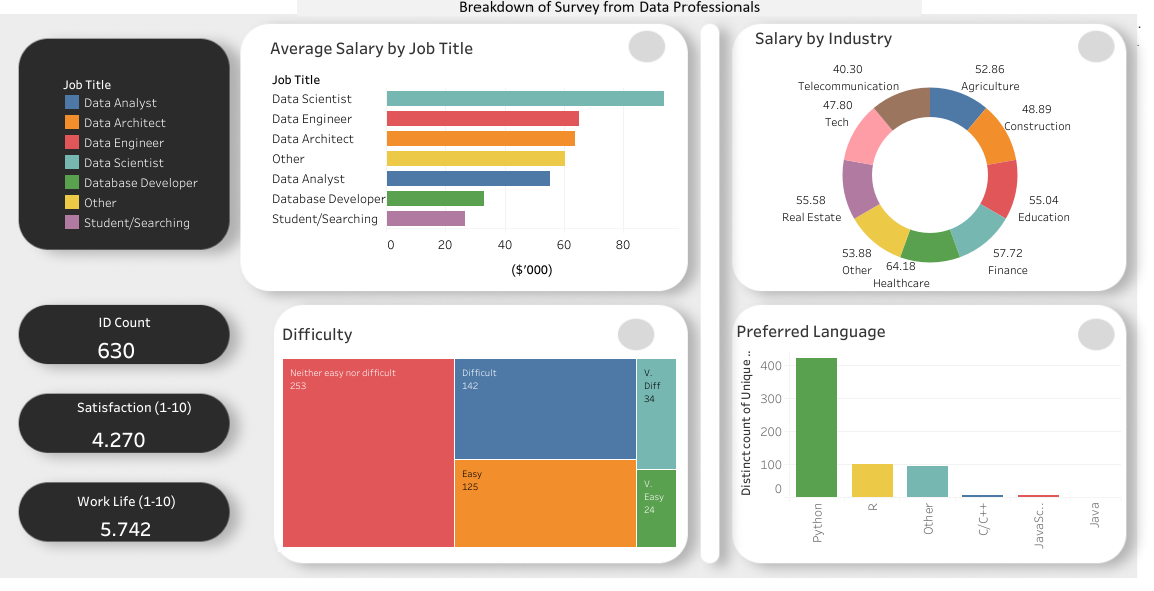 Breakdown of Survey from Data Professionals
Job Title
Data Analyst
Data Architect
Data Engineer
Data Scientist
Database Developer
Other
Student/Searching
ID Count
630
Satisfaction (1-10)
4.270
Work Life (1-10)
5.742
Average Salary by Job Title
Job Title
Data Scientist
Data Engineer
Data Architect
Other
Data Analyst
Database Developer
Student/Searching
0 20 40 60 80
($'000)
Salary by Industry
40.30
Telecommunication
52.86
Agriculture
47.80
Tech
48.89
Construction
55.58
Real Estate
55.04
Education
53.88
Other
64.18
Healthcare
57.72
Finance
Difficulty
Neither easy nor difficult
253
Difficult
142
Easy
125
V.
Diff
34
V.
Easy
24
Preferred Language
Distinct count of Unique ..
400
300
200
100
0
Python
R
Other
C/C++
JavaSc..
Java